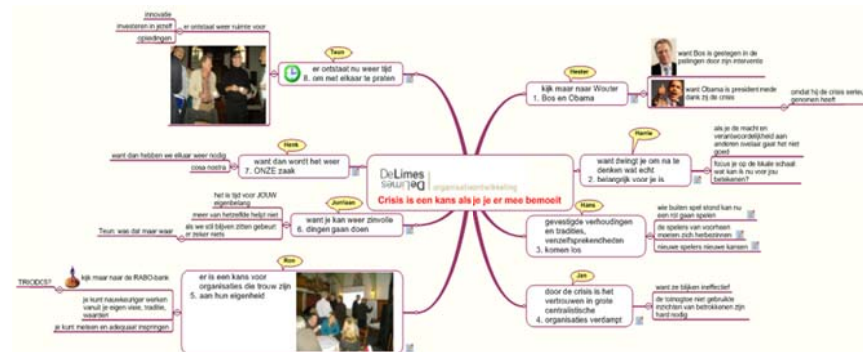 DeLimes
DeLimes
organisatieontwikkeling
Crisis is een kans als je je er mee bemoeit
Hester
kijk maar naar Wouter
1. Bos en Obama
want Bos is gestegen in de
peilingen door zijn interventie
want Obama is president mede
dank zij de crisis
omdat hij de crisis serieus
genomen heeft
Harrie
want dwingt je om na te
denken wat echt
2. belangrijk voor je is
als je de macht en
verantwoordelijkheid aan
anderen overlaat gaat het niet
goed
focus je op de lokale schaal
wat kan ik nu voor jou
betekenen?
Hans
gevestigde verhoudingen
en tradities,
vanzelfsprekendheden
3. komen los
wie buiten spel stond kan nu
een rol gaan spelen
de spelers van voorheen
moeten zich herbezinnen
nieuwe spelers nieuwe kansen
Jan
door de crisis is het
vertrouwen in grote
centralistische
4. organisaties verdampt
want ze blijken ineffectief
de totnogtoe niet gebruikte
inzichten van betrokkenen zijn
hard nodig
Ron
er is een kans voor
organisaties die trouw zijn
5. aan hun eigenheid
kijk maar naar de RABO-bank
TRIODOS?
je kunt nauwkeuriger werken
vanuit je eigen visie, traditie,
waarden
je kunt meteen en adequaat inspringen
Jurriaan
want je kan weer zinvolle
6. dingen gaan doen
het is tijd voor JOUW
eigenbelang
meer van hetzelfde helpt niet
als we stil blijven zitten gebeurt
er zeker niets
Teun: was dat maar waar
Henk
want dan wordt het weer
7. ONZE zaak
want dan hebben we elkaar weer nodig
cosa nostra
Teun
er ontstaat nu weer tijd
8. om met elkaar te praten
er ontstaat weer ruimte voor
innovatie
investeren in jezelf
opleidingen